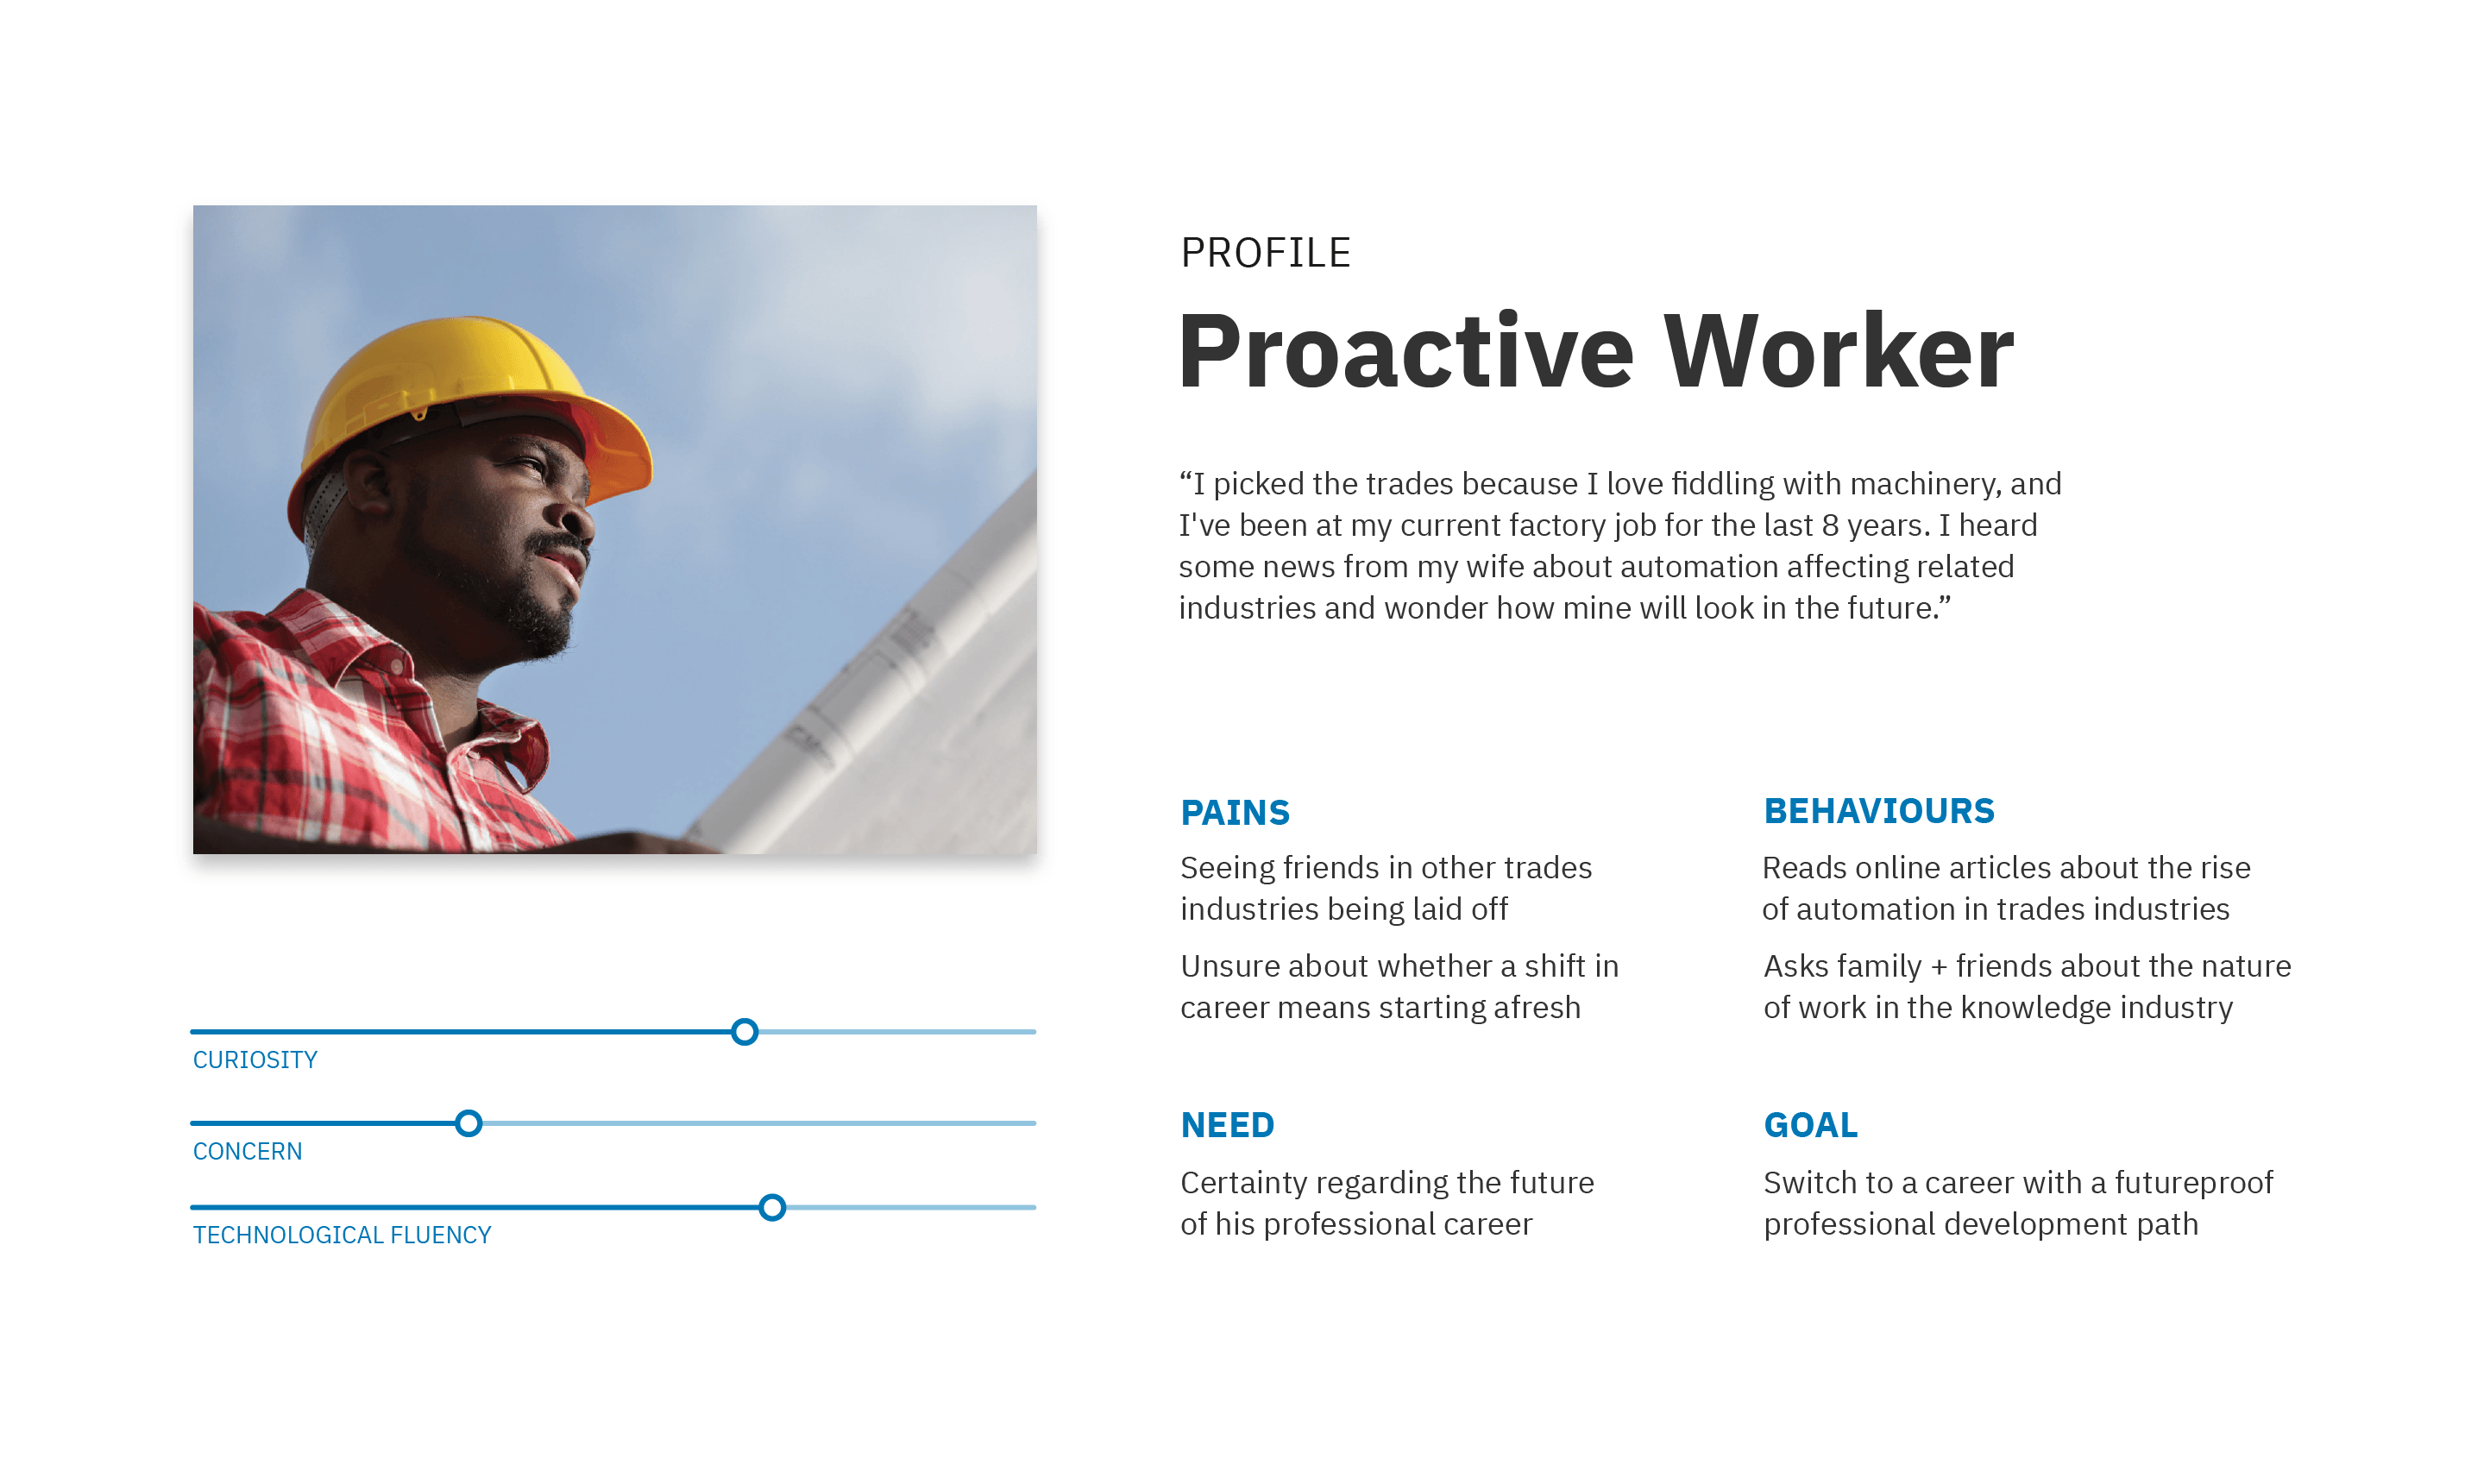 PROFILE
Proactive Worker
“I picked the trades because I love fiddling with machinery, and
I've been at my current factory job for the last 8 years. I heard
some news from my wife about automation affecting related
industries and wonder how mine will look in the future.”
PAINS
Seeing friends in other trades
industries being laid off
Unsure about whether a shift in
career means starting afresh
BEHAVIOURS
Reads online articles about the rise
of automation in trades industries
Asks family + friends about the nature
of work in the knowledge industry
NEED
Certainty regarding the future
of his professional career
GOAL
Switch to a career with a futureproof
professional development path
CURIOSITY
CONCERN
TECHNOLOGICAL FLUENCY